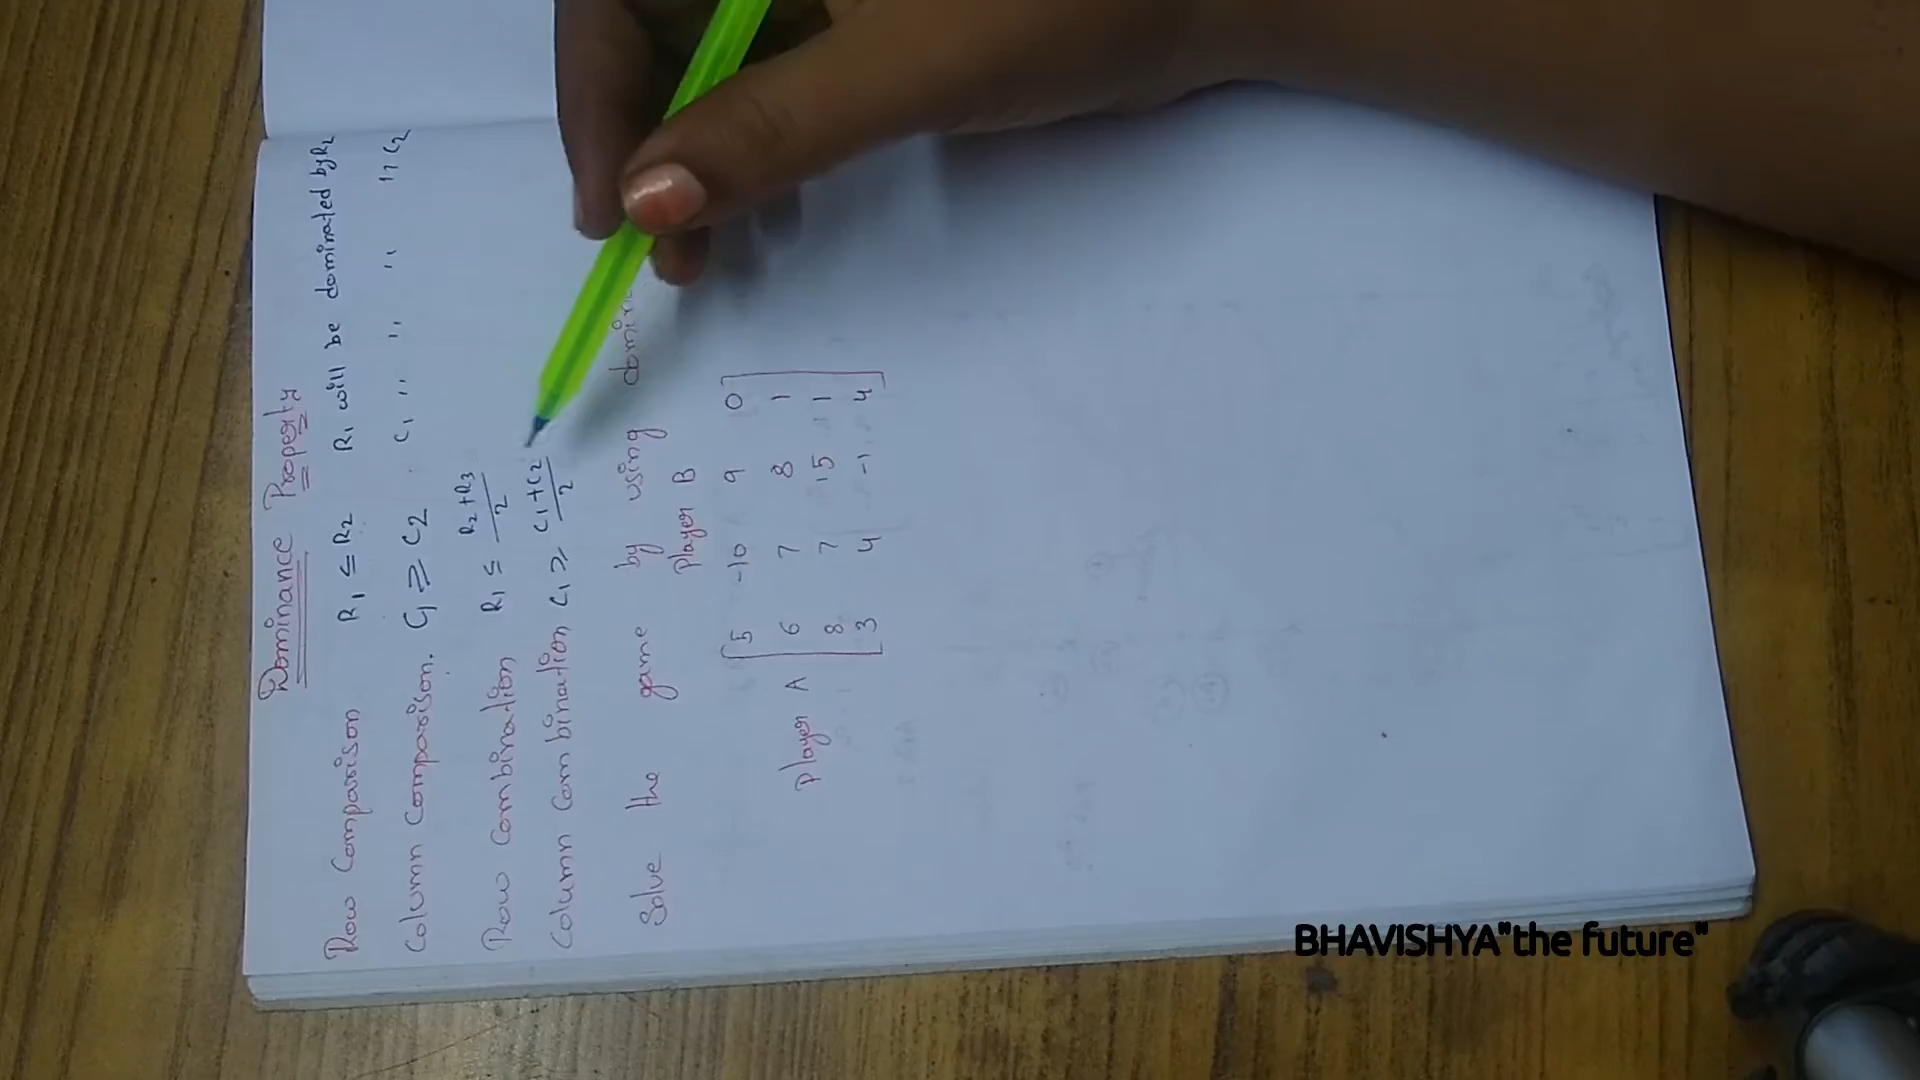 Dominance Property
Row Comparison R1 ≤ R2 R1 will be dominated by R2
Column Comparison. C1 ≥ C2 C1 " " " " C2
Row Combination R1 ≤ R2+R3/2
Column Combination C1 ≥ C1+C2/2
Solve the game by using
Player B
5 -10 9 0
Player A 6 7 8 1
8 7 15 1
3 4 -1 4
BHAVISHYA"the future"